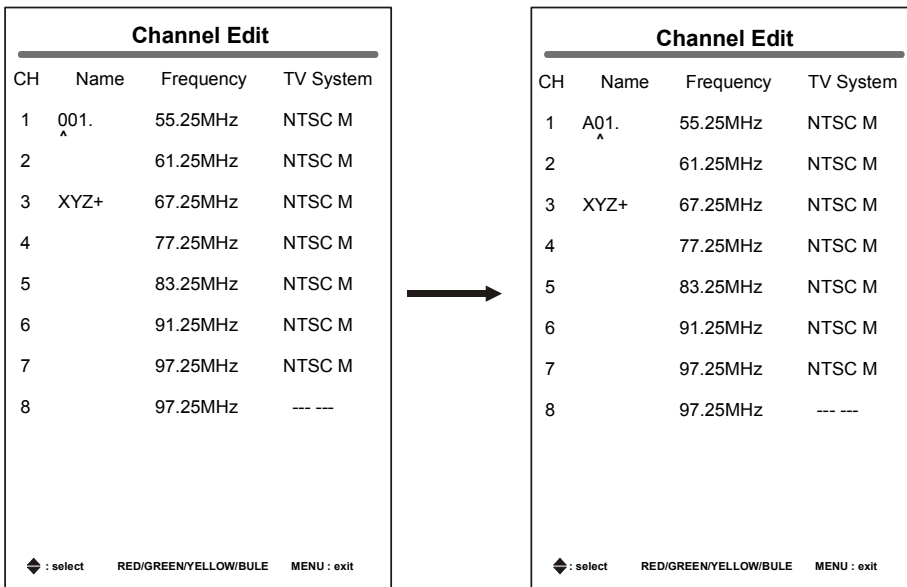 Channel Edit
CH Name Frequency TV System
1 001. 55.25MHz NTSC M
^
2 61.25MHz NTSC M
3 XYZ+ 67.25MHz NTSC M
4 77.25MHz NTSC M
5 83.25MHz NTSC M
6 91.25MHz NTSC M
7 97.25MHz NTSC M
8 97.25MHz --- ---
: select RED/GREEN/YELLOW/BULE MENU : exit
Channel Edit
CH Name Frequency TV System
1 A01. 55.25MHz NTSC M
^
2 61.25MHz NTSC M
3 XYZ+ 67.25MHz NTSC M
4 77.25MHz NTSC M
5 83.25MHz NTSC M
6 91.25MHz NTSC M
7 97.25MHz NTSC M
8 97.25MHz --- ---
: select RED/GREEN/YELLOW/BULE MENU : exit